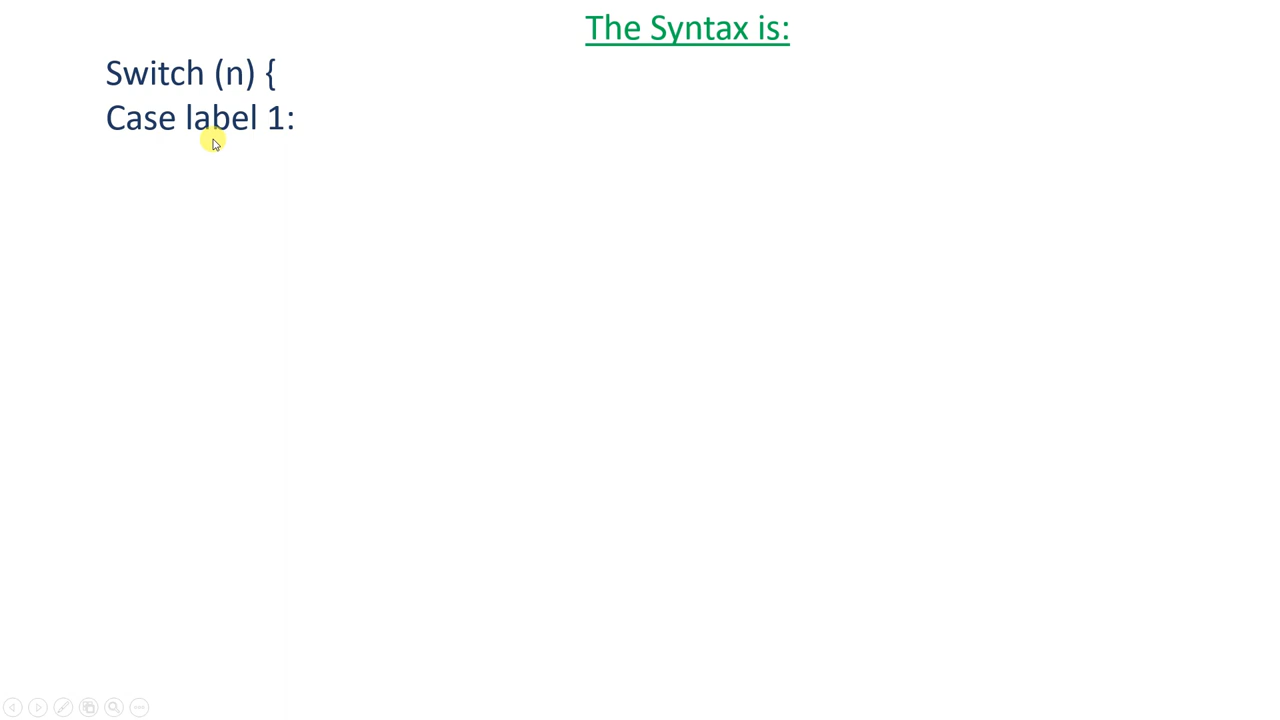 The Syntax is:
Switch (n) {
Case label 1: